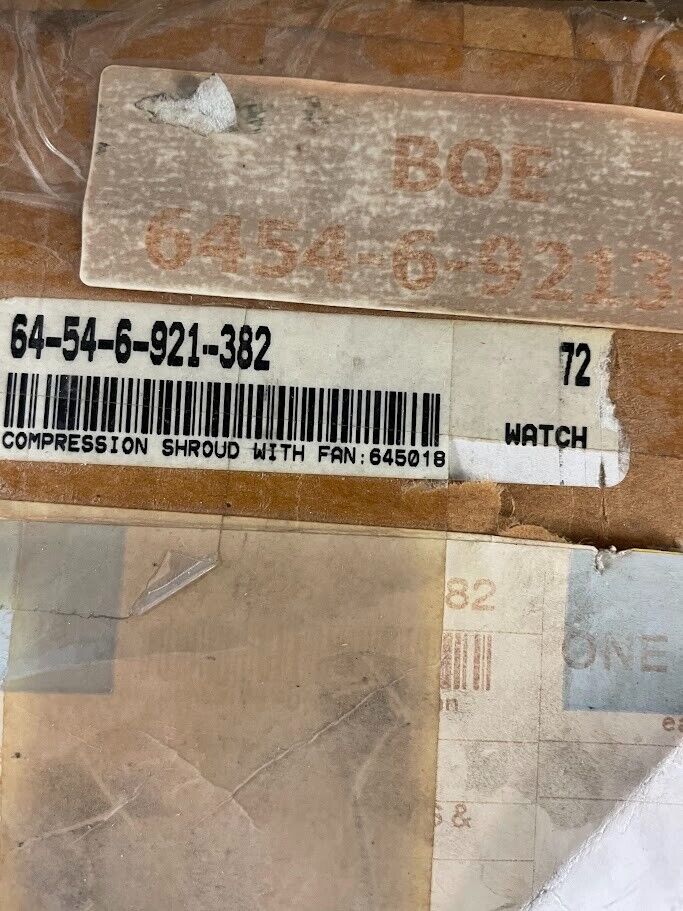 BOE
6454-6-9213
64-54-6-921-382
72
WATCH
COMPRESSION SHROUD WITH FAN:645018
82
ONE
&